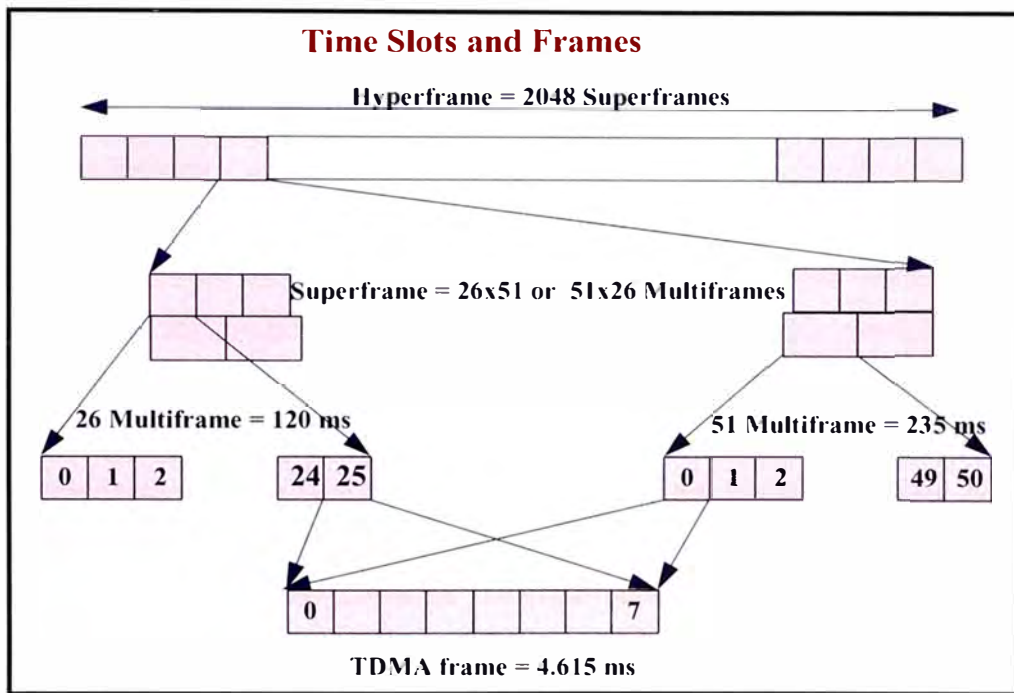 Time Slots and Frames
Hyperframe = 2048 Superframes
Superframe = 26x51 or 51x26 Multiframes
26 Multiframe = 120 ms
51 Multiframe = 235 ms
0 1 2
24 25
0 1 2
49 50
0 7
TDMA frame = 4.615 ms